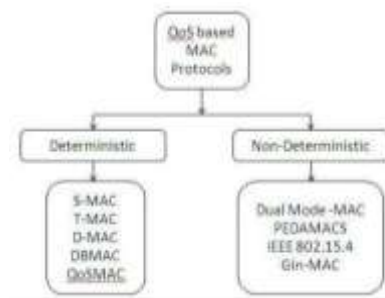 QoS based
MAC
Protocols
Deterministic
Non-Deterministic
S-MAC
T-MAC
D-MAC
DBMAC
QoSMAC
Dual Mode -MAC
PEDAMACS
IEEE 802.15.4
Gin-MAC